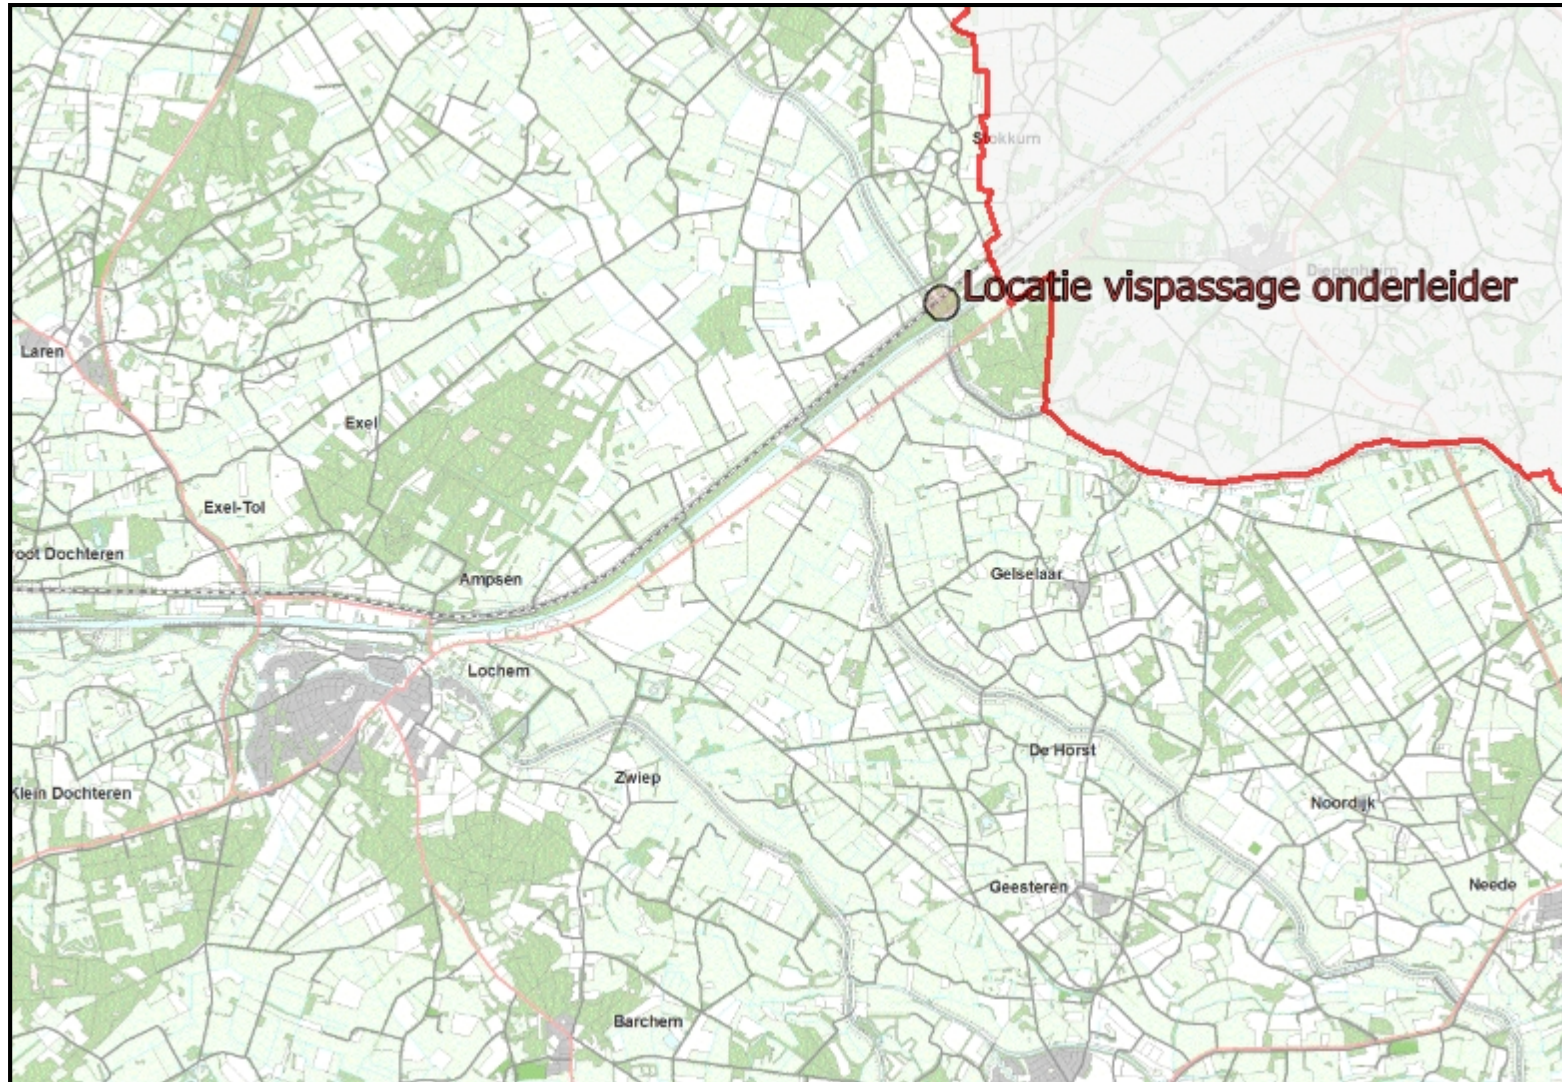 Stokkum
Diepenheim
Locatie vispassage onderleider
Laren
Exel
Exel-Tol
root Dochteren
Ampsen
Gelselaar
Lochem
De Horst
Zwiep
Klein Dochteren
Noordijk
Geesteren
Neede
Barchem